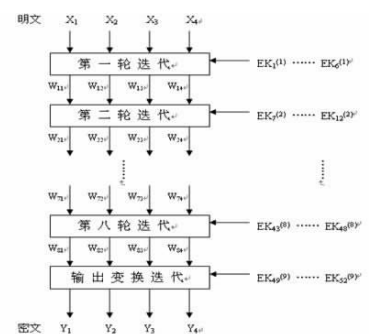 明文 X₁ X₂ X₃ X₄
第一轮迭代 EK₁⁽¹⁾ …… EK₆⁽¹⁾
W₁₁ W₁₂ W₁₃ W₁₄
第二轮迭代 EK₇⁽²⁾ …… EK₁₂⁽²⁾
W₂₁ W₂₂ W₂₃ W₂₄
W₇₁ W₇₂ W₇₃ W₇₄
第八轮迭代 EK₄₃⁽⁸⁾ …… EK₄₈⁽⁸⁾
W₈₁ W₈₂ W₈₃ W₈₄
输出变换迭代 EK₄₉⁽⁹⁾ …… EK₅₂⁽⁹⁾
密文 Y₁ Y₂ Y₃ Y₄